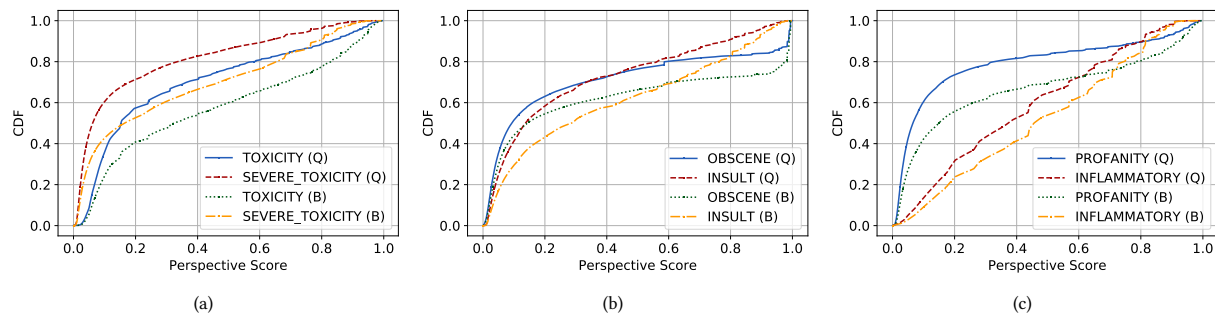 1.0
0.8
0.6
0.4
0.2
0.0
CDF
0.0 0.2 0.4 0.6 0.8 1.0
Perspective Score
TOXICITY (Q)
SEVERE_TOXICITY (Q)
TOXICITY (B)
SEVERE_TOXICITY (B)
(a)
1.0
0.8
0.6
0.4
0.2
0.0
CDF
0.0 0.2 0.4 0.6 0.8 1.0
Perspective Score
OBSCENE (Q)
INSULT (Q)
OBSCENE (B)
INSULT (B)
(b)
1.0
0.8
0.6
0.4
0.2
0.0
CDF
0.0 0.2 0.4 0.6 0.8 1.0
Perspective Score
PROFANITY (Q)
INFLAMMATORY (Q)
PROFANITY (B)
INFLAMMATORY (B)
(c)